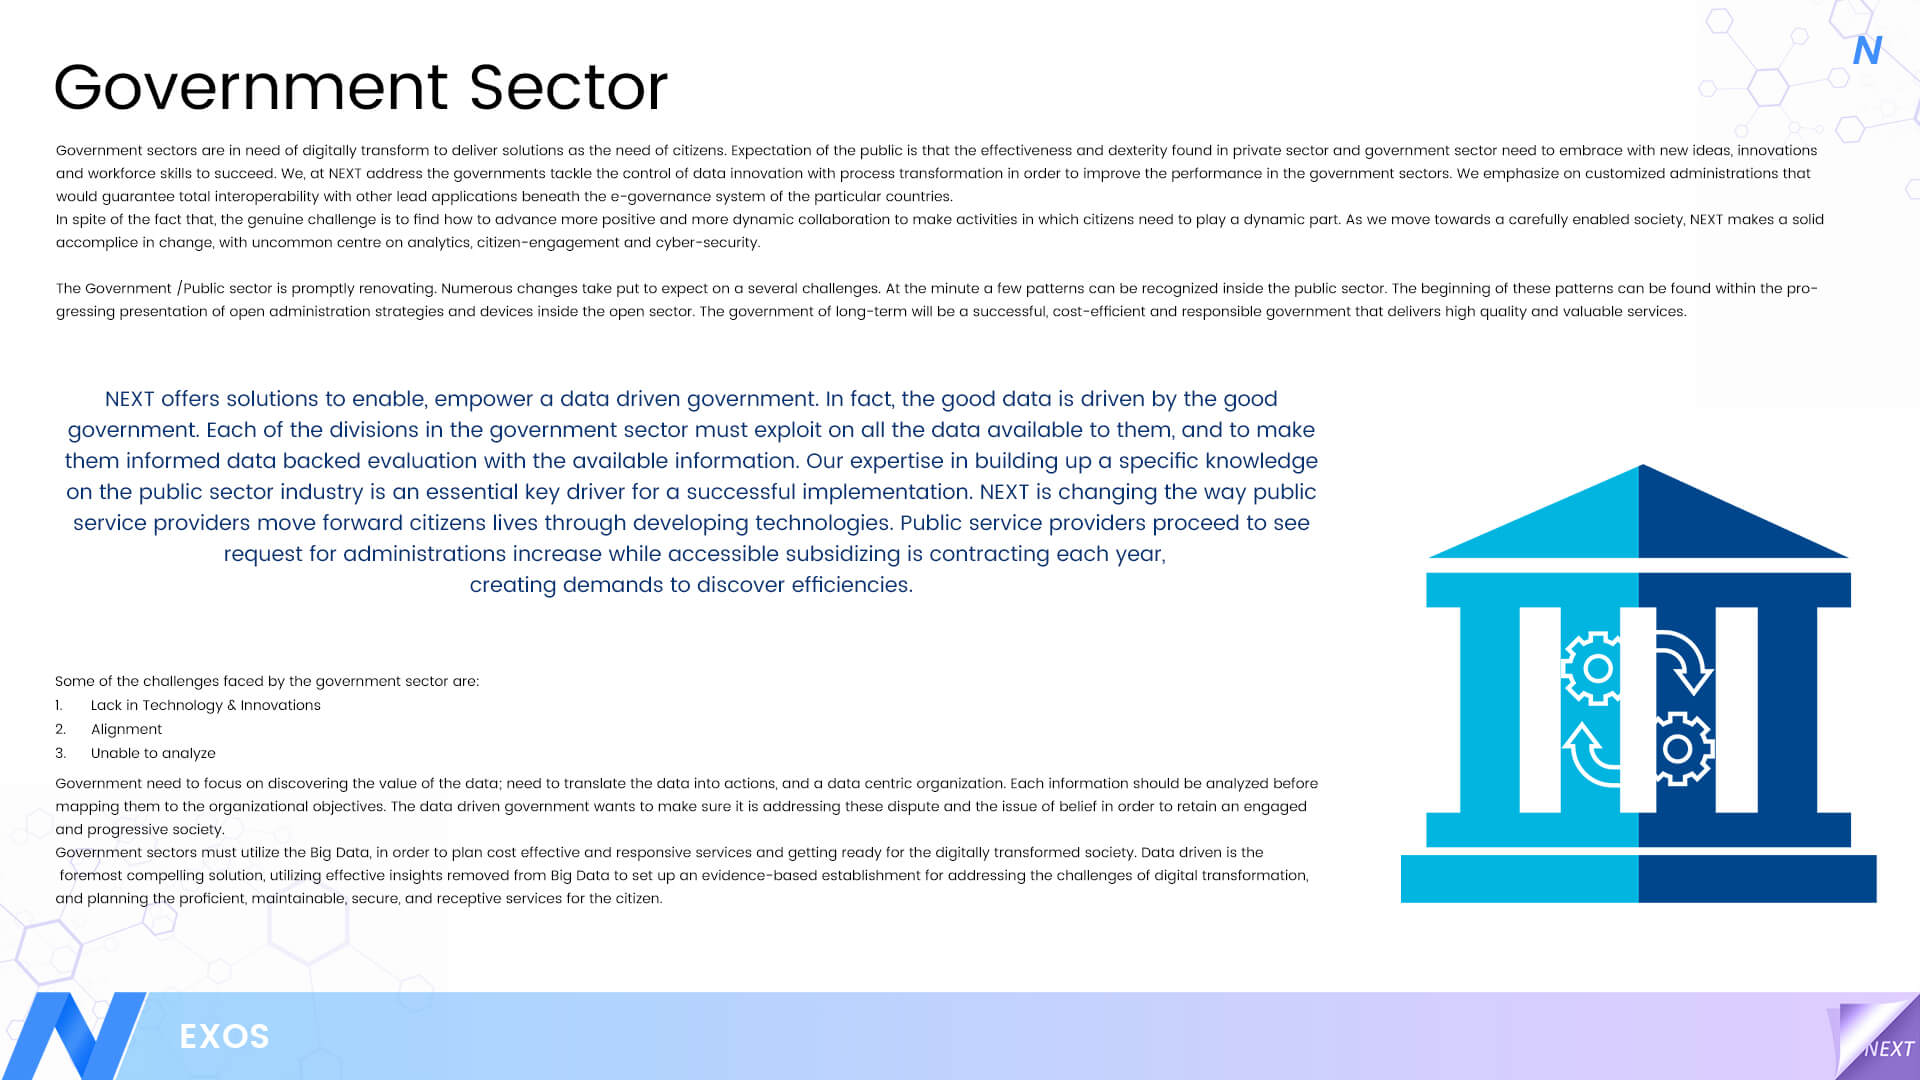 N
Government Sector
Government sectors are in need of digitally transform to deliver solutions as the need of citizens. Expectation of the public is that the effectiveness and dexterity found in private sector and government sector need to embrace with new ideas, innovations
and workforce skills to succeed. We, at NEXT address the governments tackle the control of data innovation with process transformation in order to improve the performance in the government sectors. We emphasize on customized administrations that
would guarantee total interoperability with other lead applications beneath the e-governance system of the particular countries.
In spite of the fact that, the genuine challenge is to find how to advance more positive and more dynamic collaboration to make activities in which citizens need to play a dynamic part. As we move towards a carefully enabled society, NEXT makes a solid
accomplice in change, with uncommon centre on analytics, citizen-engagement and cyber-security.
The Government /Public sector is promptly renovating. Numerous changes take put to expect on a several challenges. At the minute a few patterns can be recognized inside the public sector. The beginning of these patterns can be found within the pro-
gressing presentation of open administration strategies and devices inside the open sector. The government of long-term will be a successful, cost-efficient and responsible government that delivers high quality and valuable services.
NEXT offers solutions to enable, empower a data driven government. In fact, the good data is driven by the good
government. Each of the divisions in the government sector must exploit on all the data available to them, and to make
them informed data backed evaluation with the available information. Our expertise in building up a specific knowledge
on the public sector industry is an essential key driver for a successful implementation. NEXT is changing the way public
service providers move forward citizens lives through developing technologies. Public service providers proceed to see
request for administrations increase while accessible subsidizing is contracting each year,
creating demands to discover efficiencies.
Some of the challenges faced by the government sector are:
1. Lack in Technology & Innovations
2. Alignment
3. Unable to analyze
Government need to focus on discovering the value of the data; need to translate the data into actions, and a data centric organization. Each information should be analyzed before
mapping them to the organizational objectives. The data driven government wants to make sure it is addressing these dispute and the issue of belief in order to retain an engaged
and progressive society.
Government sectors must utilize the Big Data, in order to plan cost effective and responsive services and getting ready for the digitally transformed society. Data driven is the
foremost compelling solution, utilizing effective insights removed from Big Data to set up an evidence-based establishment for addressing the challenges of digital transformation,
and planning the proficient, maintainable, secure, and receptive services for the citizen.
EXOS
NEXT